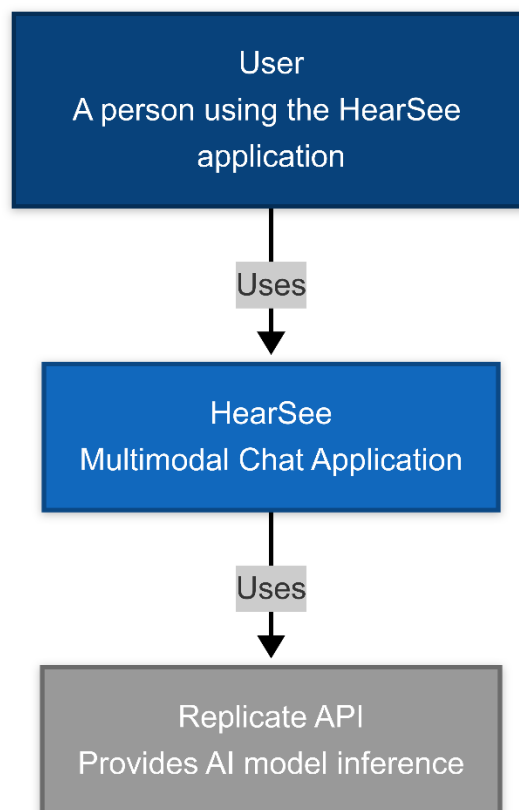 User
A person using the HearSee
application
Uses
HearSee
Multimodal Chat Application
Uses
Replicate API
Provides AI model inference